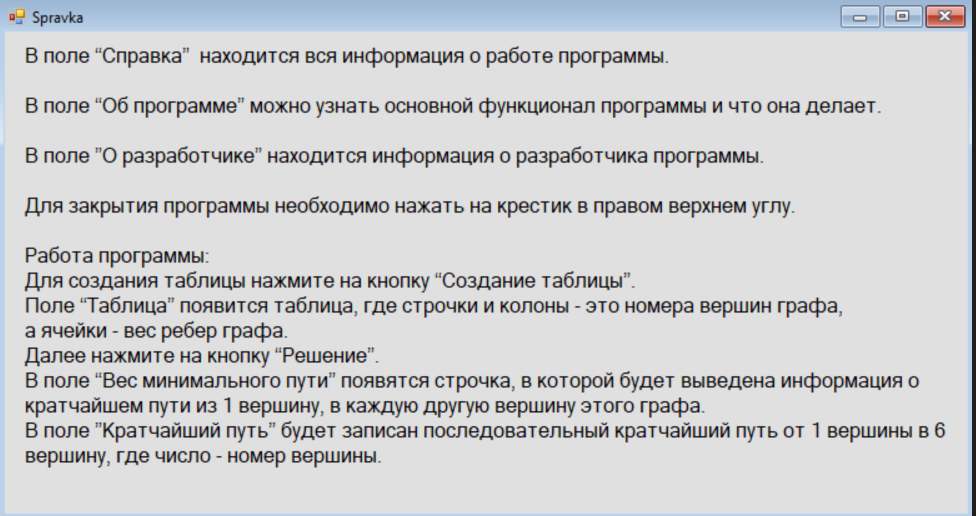 Spravka
В поле “Справка”  находится вся информация о работе программы.
В поле “Об программе” можно узнать основной функционал программы и что она делает.
В поле ”О разработчике” находится информация о разработчика программы.
Для закрытия программы необходимо нажать на крестик в правом верхнем углу.
Работа программы:
Для создания таблицы нажмите на кнопку “Создание таблицы”.
Поле “Таблица” появится таблица, где строчки и колоны - это номера вершин графа,
а ячейки - вес ребер графа.
Далее нажмите на кнопку “Решение”.
В поле “Вес минимального пути” появятся строчка, в которой будет выведена информация о
кратчайшем пути из 1 вершину, в каждую другую вершину этого графа.
В поле ”Кратчайший путь” будет записан последовательный кратчайший путь от 1 вершины в 6
вершину, где число - номер вершины.